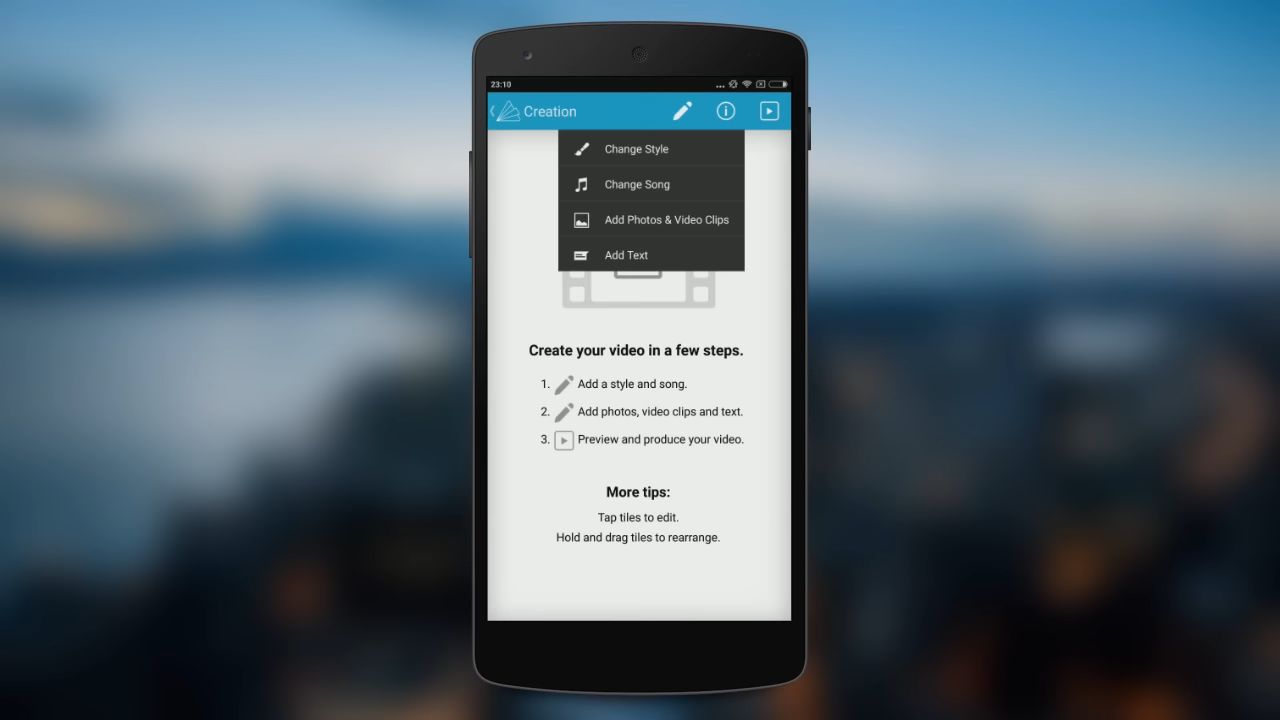 23:10
Creation
Change Style
Change Song
Add Photos & Video Clips
Add Text
Create your video in a few steps.
1. Add a style and song.
2. Add photos, video clips and text.
3. Preview and produce your video.
More tips:
Tap tiles to edit.
Hold and drag tiles to rearrange.